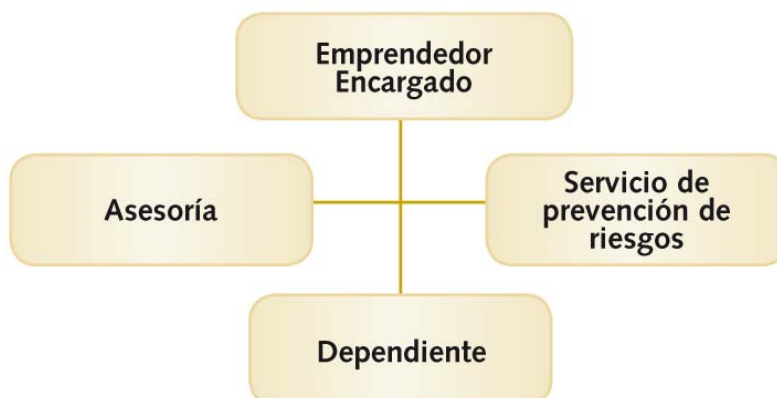 Emprendedor
Encargado
Asesoría
Servicio de
prevención de
riesgos
Dependiente